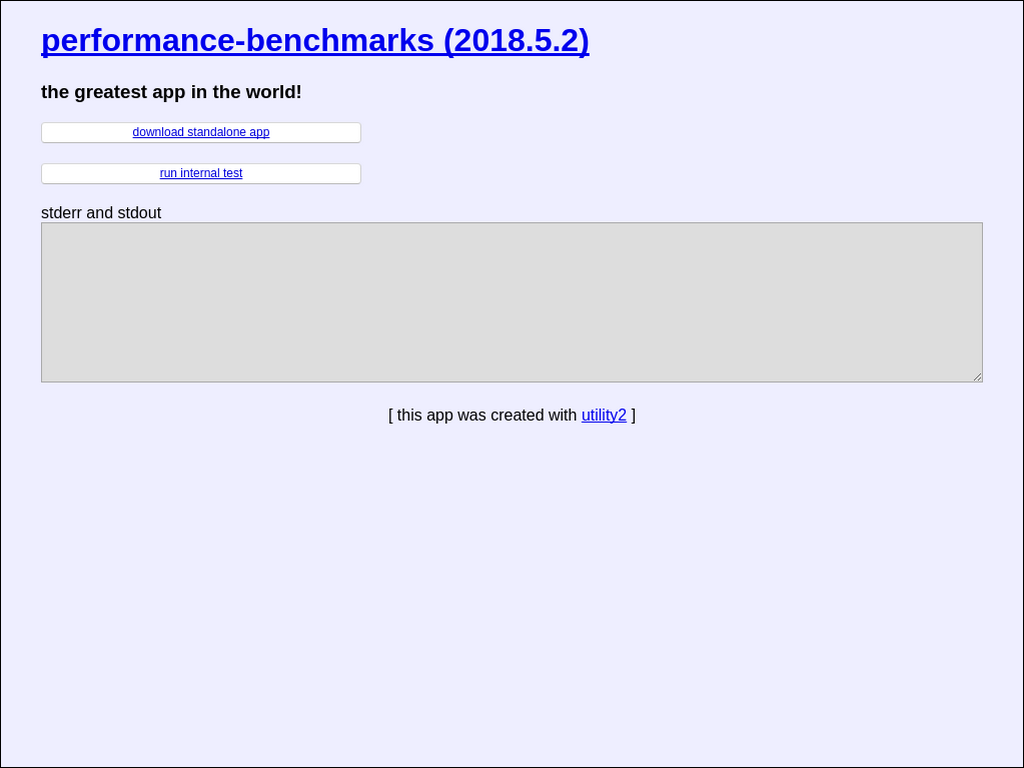 performance-benchmarks (2018.5.2)
the greatest app in the world!
download standalone app
run internal test
stderr and stdout
[ this app was created with utility2 ]